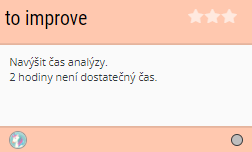 to improve
Navýšit čas analýzy.
2 hodiny není dostatečný čas.